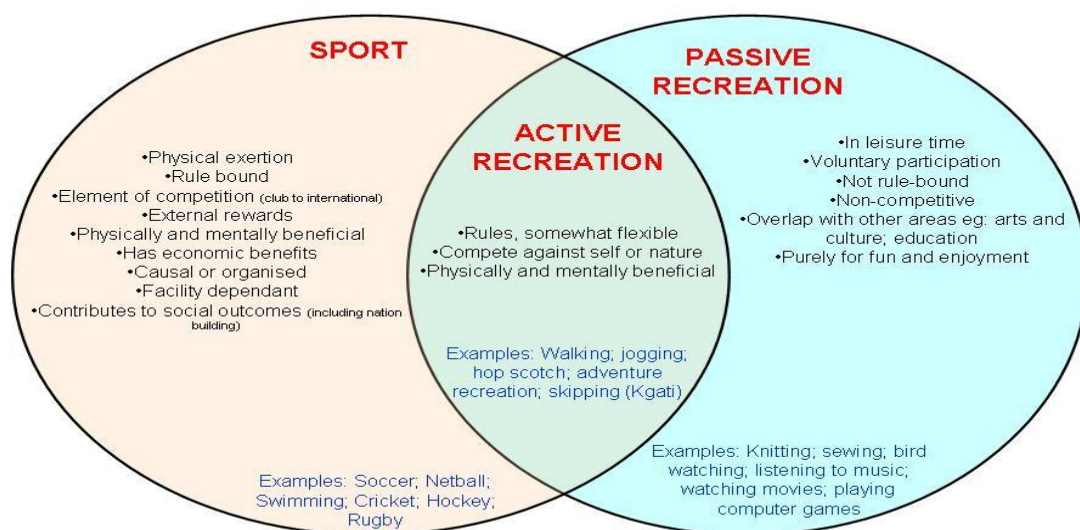 SPORT
•Physical exertion
•Rule bound
•Element of competition (club to international)
•External rewards
•Physically and mentally beneficial
•Has economic benefits
•Causal or organised
•Facility dependant
•Contributes to social outcomes (including nation
building)
Examples: Soccer; Netball;
Swimming; Cricket; Hockey;
Rugby
ACTIVE
RECREATION
•Rules, somewhat flexible
•Compete against self or nature
•Physically and mentally beneficial
Examples: Walking; jogging;
hop scotch; adventure
recreation; skipping (Kgati)
PASSIVE
RECREATION
•In leisure time
•Voluntary participation
•Not rule-bound
•Non-competitive
•Overlap with other areas eg: arts and
culture; education
•Purely for fun and enjoyment
Examples: Knitting; sewing; bird
watching; listening to music;
watching movies; playing
computer games